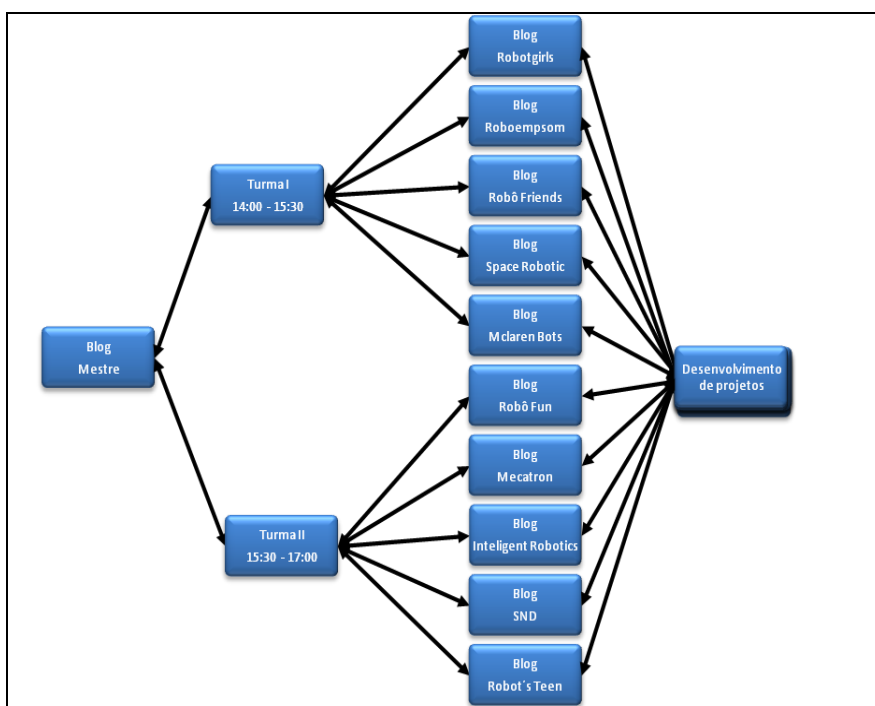 Blog
Mestre
Turma I
14:00 - 15:30
Turma II
15:30 - 17:00
Blog
Robotgirls
Blog
Roboempsom
Blog
Robô Friends
Blog
Space Robotic
Blog
Mclaren Bots
Blog
Robô Fun
Blog
Mecatron
Blog
Inteligent Robotics
Blog
SND
Blog
Robot´s Teen
Desenvolvimento
de projetos